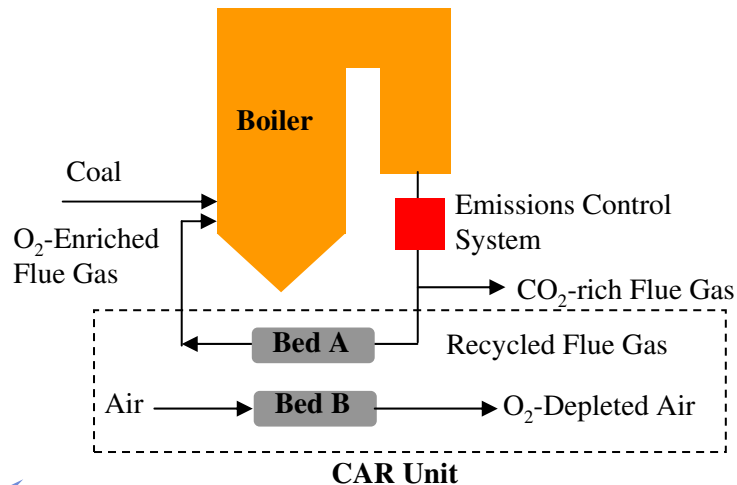 Boiler
Coal
O₂-Enriched
Flue Gas
Emissions Control
System
CO₂-rich Flue Gas
Bed A
Recycled Flue Gas
Air
Bed B
O₂-Depleted Air
CAR Unit